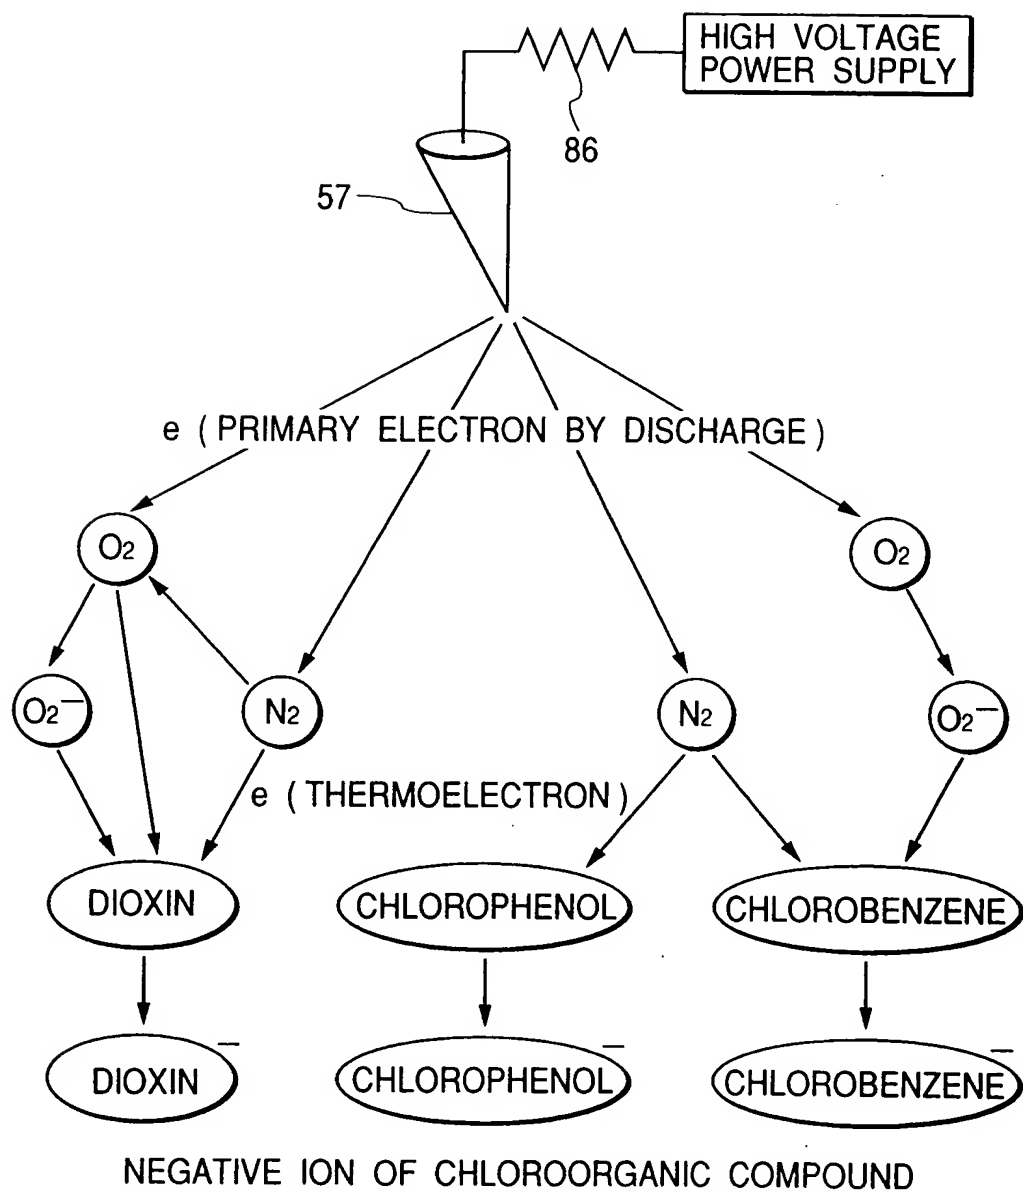 HIGH VOLTAGE
POWER SUPPLY
86
57
e ( PRIMARY ELECTRON BY DISCHARGE )
O2
O2
O2−
N2
N2
O2−
e ( THERMOELECTRON )
DIOXIN
CHLOROPHENOL
CHLOROBENZENE
DIOXIN−
CHLOROPHENOL−
CHLOROBENZENE−
NEGATIVE ION OF CHLOROORGANIC COMPOUND